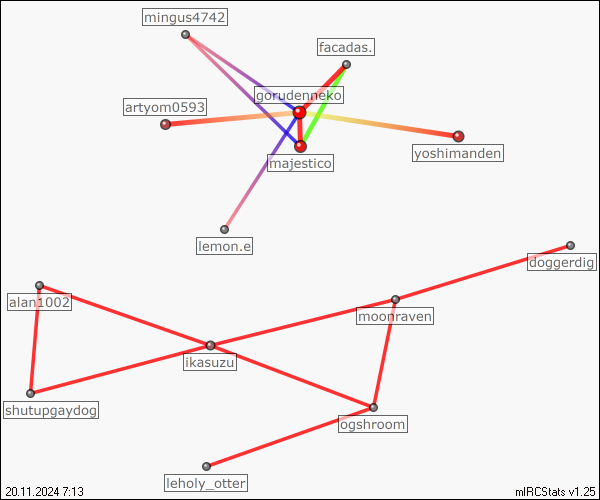 mingus4742
facadas.
gorudenneko
artyom0593
yoshimanden
majestico
lemon.e
doggerdig
alan1002
moonraven
ikasuzu
shutupgaydog
ogshroom
leholy_otter
20.11.2024 7:13
mIRCStats v1.25